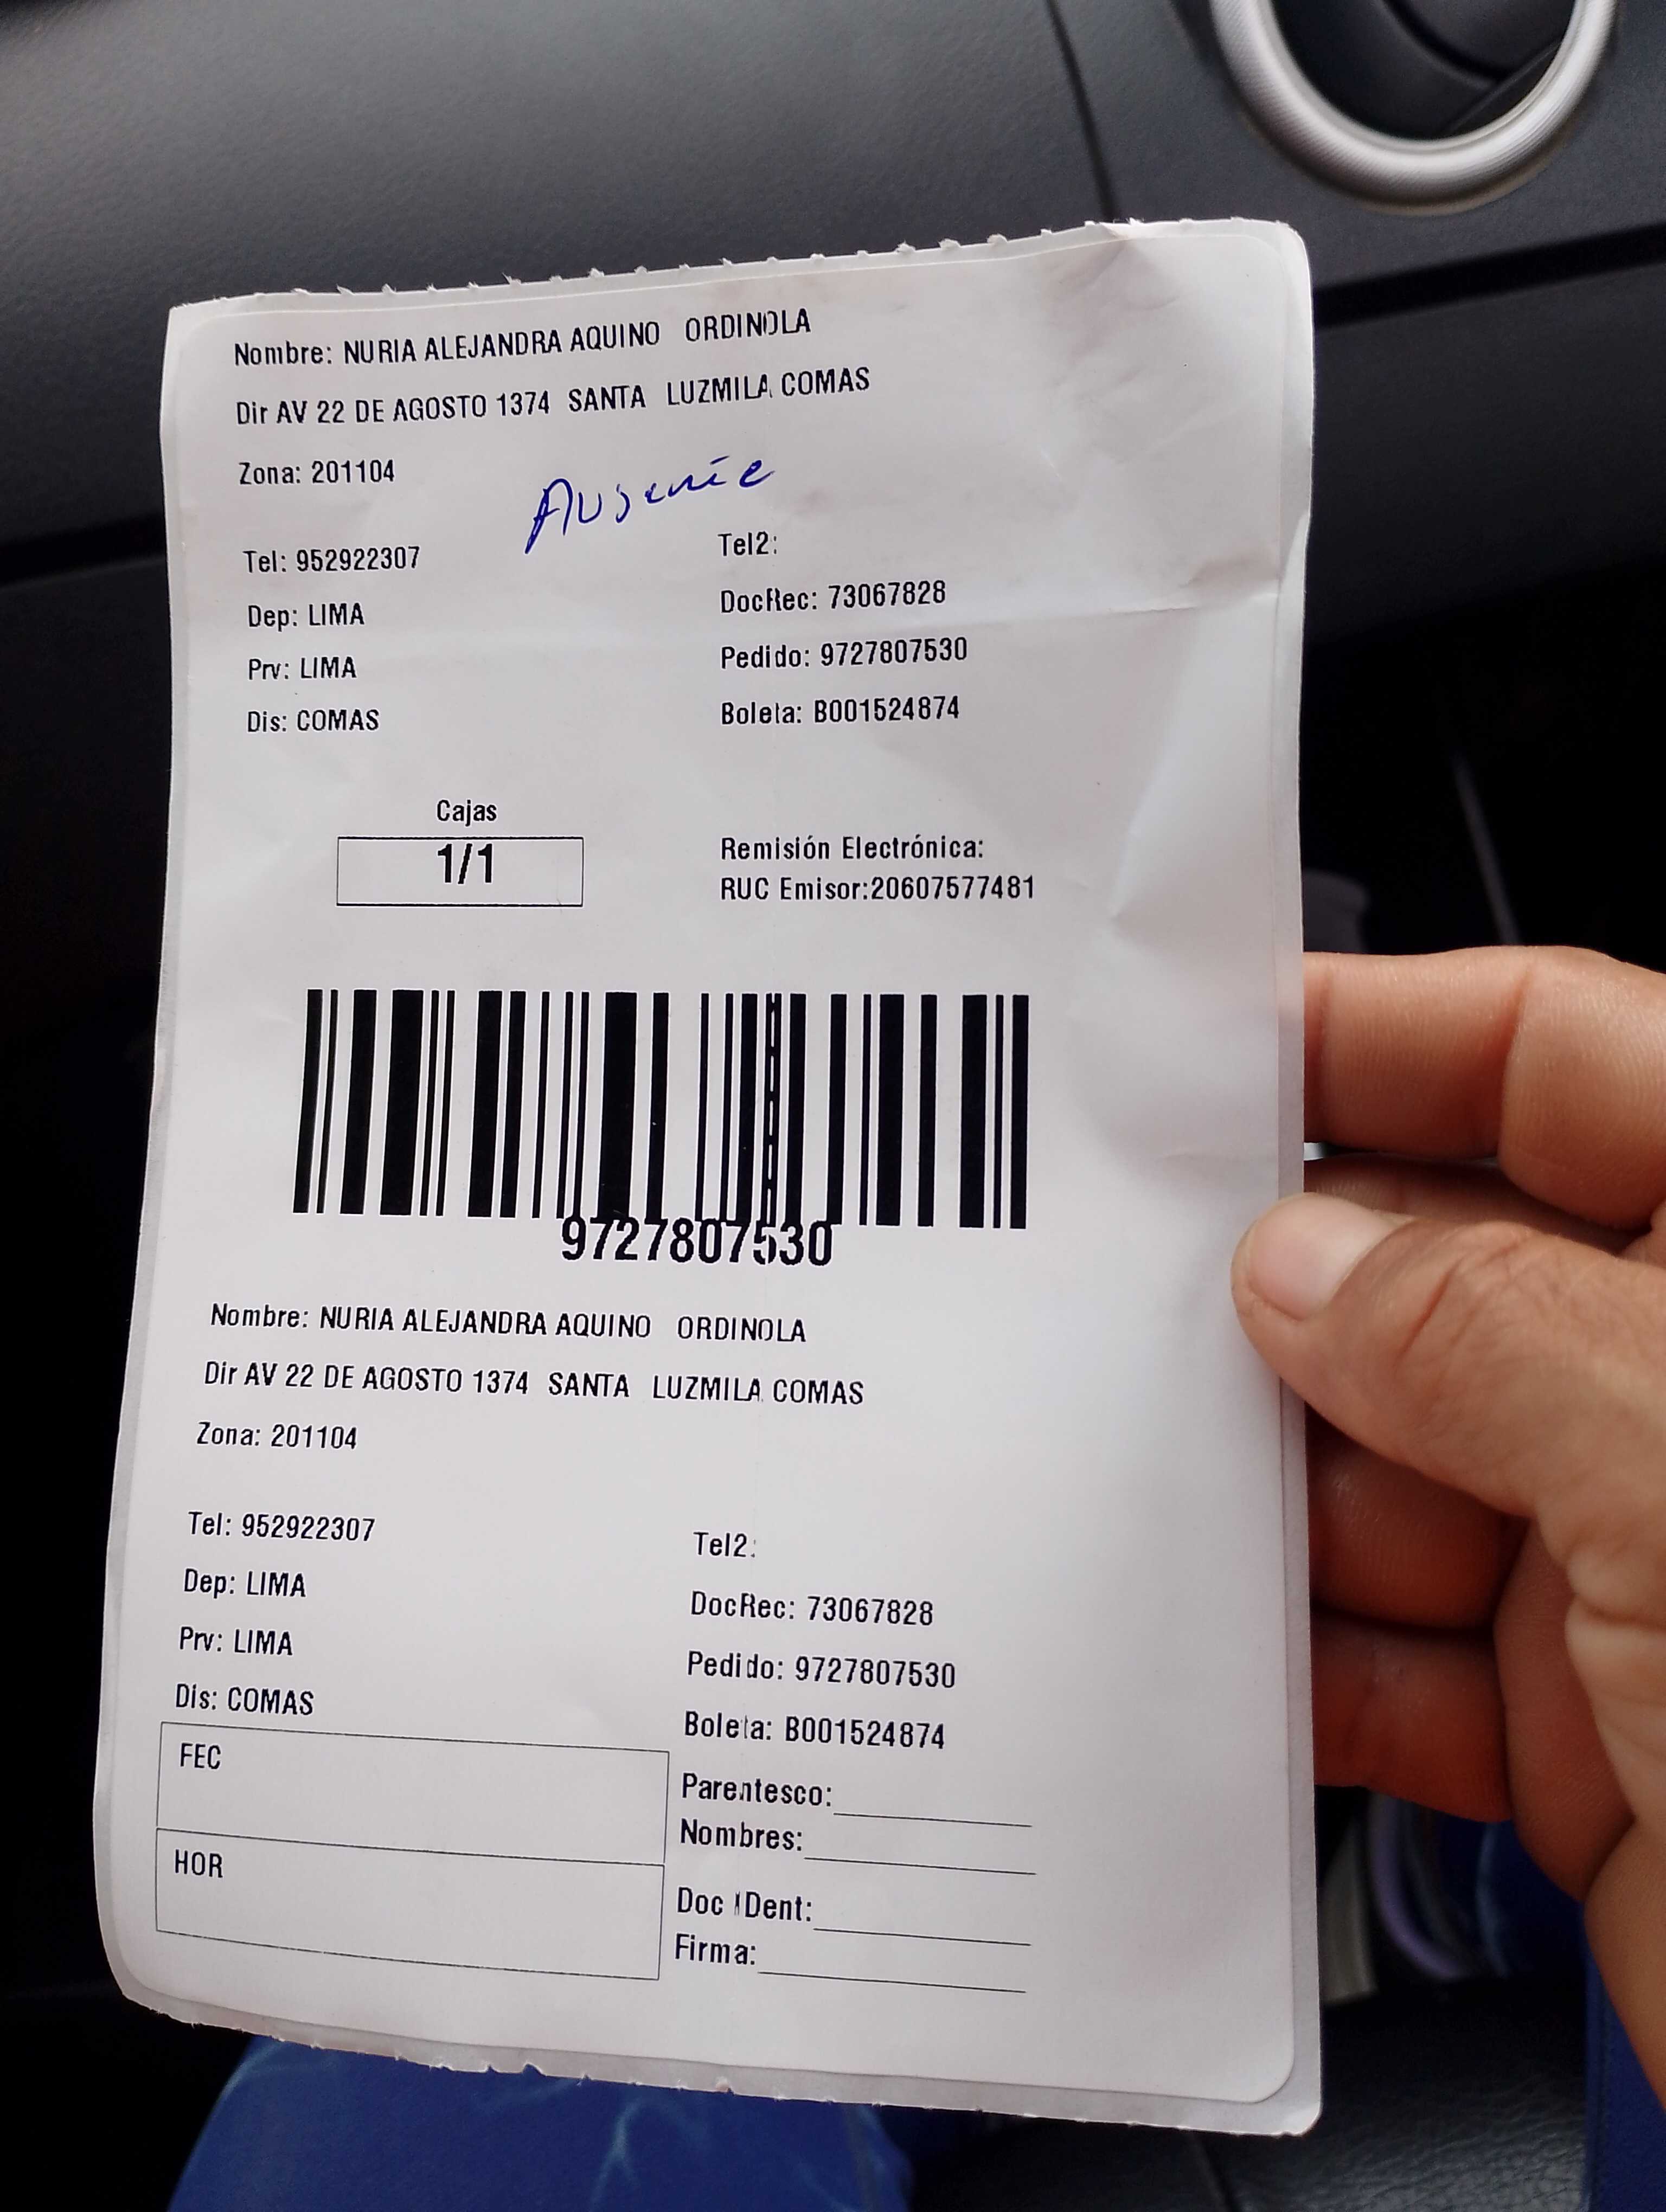 Nombre: NURIA ALEJANDRA AQUINO ORDINOLA
Dir AV 22 DE AGOSTO 1374 SANTA LUZMILA COMAS
Zona: 201104
Ausente
Tel: 952922307
Tel2:
Dep: LIMA
DocRec: 73067828
Prv: LIMA
Pedido: 9727807530
Dis: COMAS
Boleta: B001524874
Cajas
1/1
Remisión Electrónica:
RUC Emisor:20607577481
9727807530
Nombre: NURIA ALEJANDRA AQUINO ORDINOLA
Dir AV 22 DE AGOSTO 1374 SANTA LUZMILA COMAS
Zona: 201104
Tel: 952922307
Tel2:
Dep: LIMA
DocRec: 73067828
Prv: LIMA
Pedido: 9727807530
Dis: COMAS
Boleta: B001524874
FEC
Parentesco:
Nombres:
HOR
Doc IDent:
Firma: